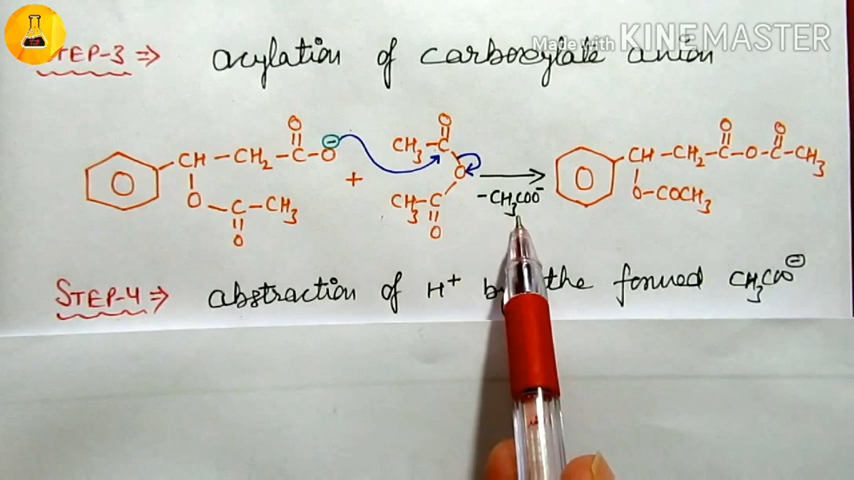 STEP-3 ⇒ acylation of carboxylate anion
Made with KINEMASTER
O O O O
CH - CH2 - C - O⊖ CH3 - C CH - CH2 - C - O - C - CH3
+ O
O - C - CH3 CH3 - C - CH3COO⁻ O - COCH3
O O
STEP-4 ⇒ abstraction of H+ by the formed CH3COO⊖